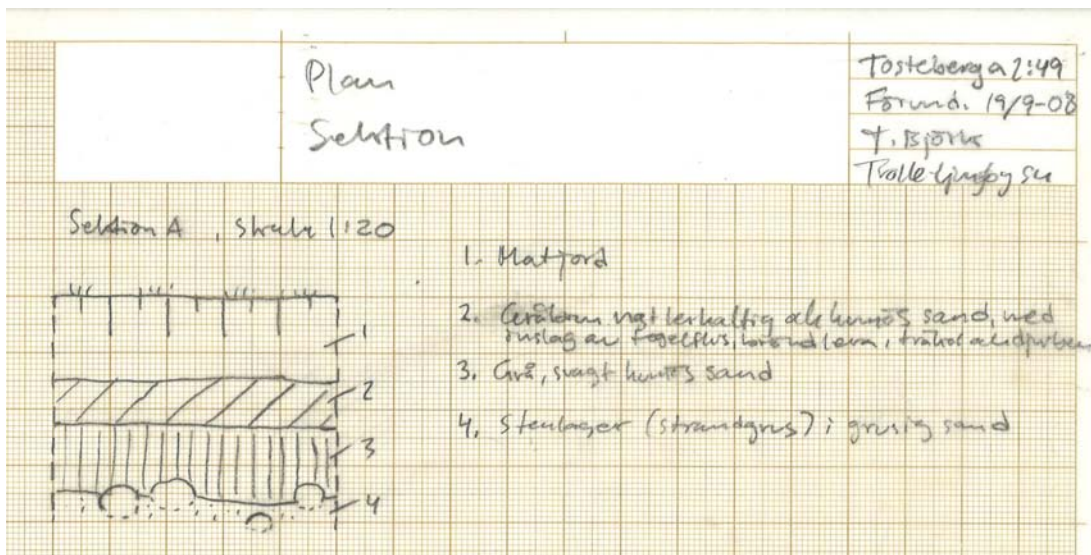 Plan
Sektion
Tosteberga 2:49
Förund. 19/9-08
T. Björk
Trolle-Ljungby sn
Sektion A, skala 1:20
1. Matjord
2. Gråbrun lerhaltig och humös sand, med
inslag av tegelflis, bränd lera, träkol och djurben
3. Grå, svagt humös sand
4. Stenlager (strandgrus) i grusig sand
1
2
3
4